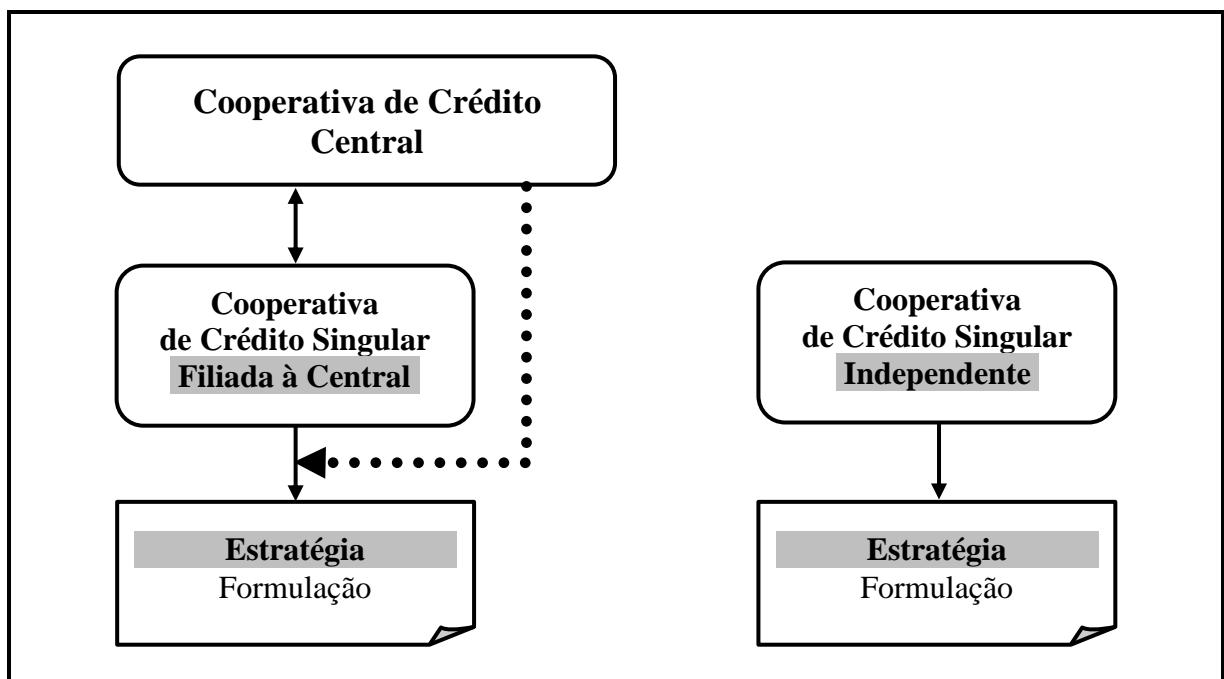 Cooperativa de Crédito
Central
Cooperativa
de Crédito Singular
Filiada à Central
Estratégia
Formulação
Cooperativa
de Crédito Singular
Independente
Estratégia
Formulação